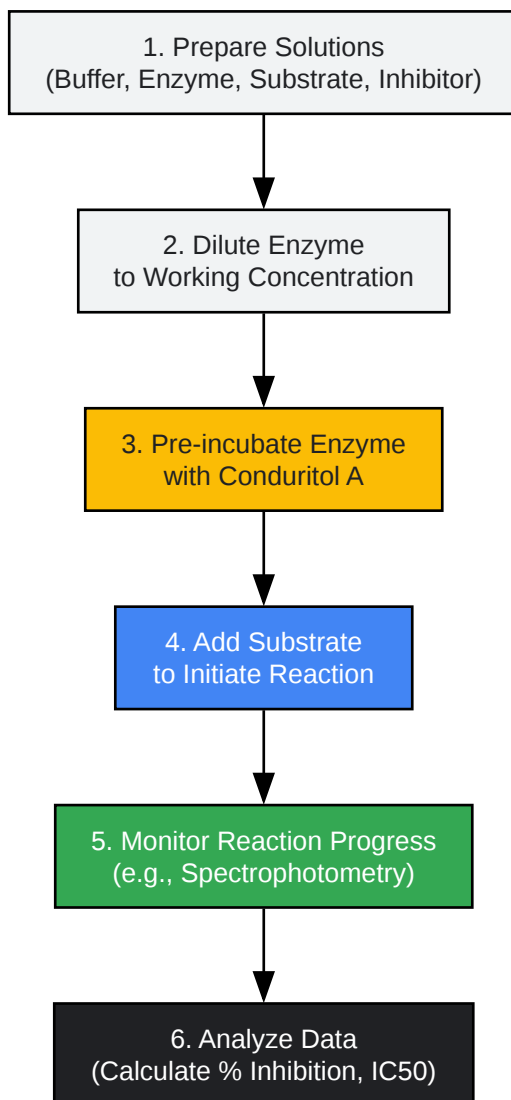 1. Prepare Solutions
(Buffer, Enzyme, Substrate, Inhibitor)
2. Dilute Enzyme
to Working Concentration
3. Pre-incubate Enzyme
with Conduritol A
4. Add Substrate
to Initiate Reaction
5. Monitor Reaction Progress
(e.g., Spectrophotometry)
6. Analyze Data
(Calculate % Inhibition, IC50)